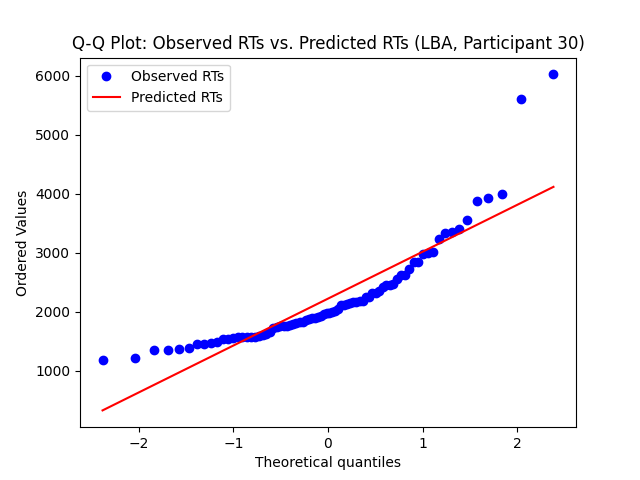 Q-Q Plot: Observed RTs vs. Predicted RTs (LBA, Participant 30)
Observed RTs
Predicted RTs
6000
5000
4000
3000
2000
1000
Ordered Values
−2
−1
0
1
2
Theoretical quantiles